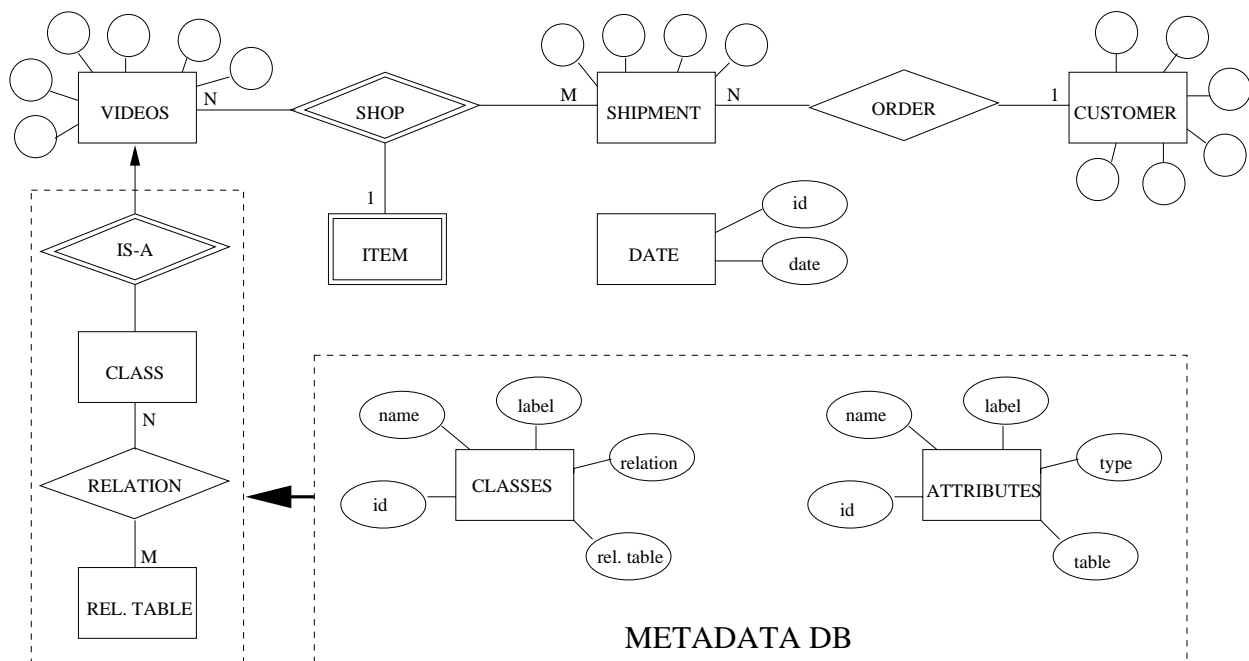 VIDEOS
N
SHOP
M
SHIPMENT
N
ORDER
1
CUSTOMER
1
IS-A
ITEM
DATE
id
date
CLASS
N
RELATION
M
REL. TABLE
name
label
relation
CLASSES
id
rel. table
name
label
type
ATTRIBUTES
id
table
METADATA DB